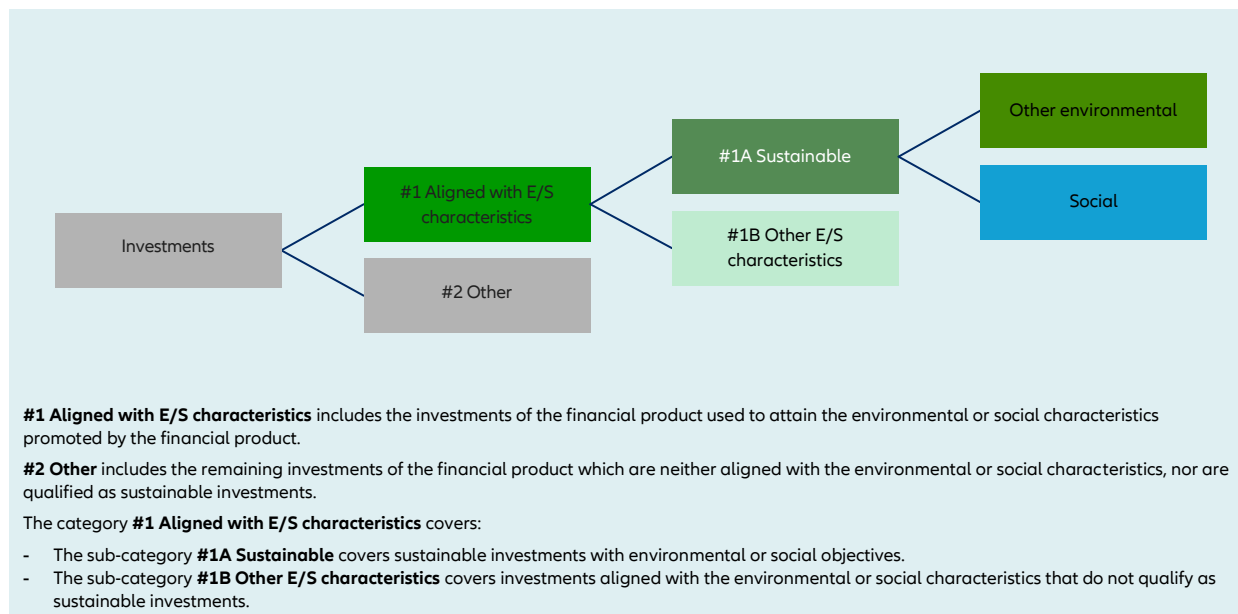 Other environmental
#1A Sustainable
#1 Aligned with E/S
characteristics
Social
Investments
#1B Other E/S
characteristics
#2 Other
#1 Aligned with E/S characteristics includes the investments of the financial product used to attain the environmental or social characteristics
promoted by the financial product.
#2 Other includes the remaining investments of the financial product which are neither aligned with the environmental or social characteristics, nor are
qualified as sustainable investments.
The category #1 Aligned with E/S characteristics covers:
- The sub-category #1A Sustainable covers sustainable investments with environmental or social objectives.
- The sub-category #1B Other E/S characteristics covers investments aligned with the environmental or social characteristics that do not qualify as
sustainable investments.